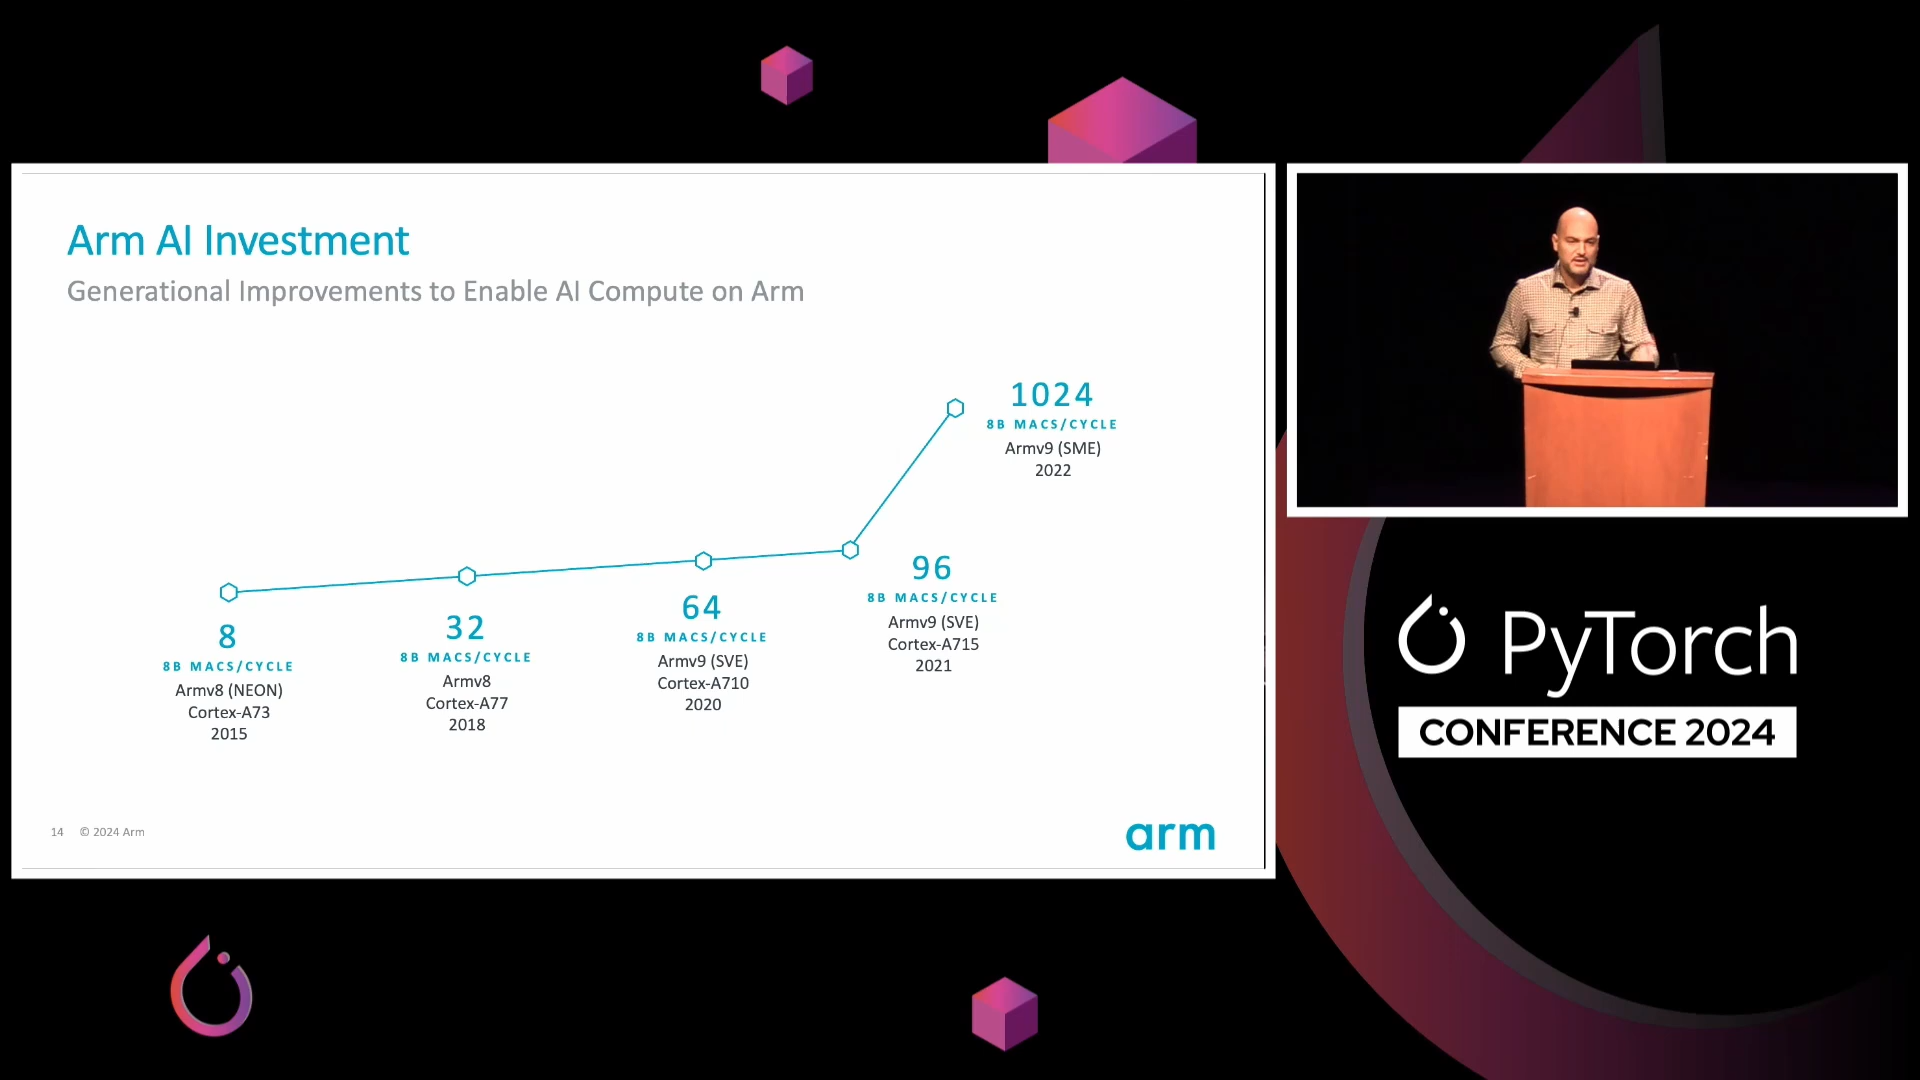 Arm AI Investment
Generational Improvements to Enable AI Compute on Arm
8
8B MACS/CYCLE
Armv8 (NEON)
Cortex-A73
2015
32
8B MACS/CYCLE
Armv8
Cortex-A77
2018
64
8B MACS/CYCLE
Armv9 (SVE)
Cortex-A710
2020
96
8B MACS/CYCLE
Armv9 (SVE)
Cortex-A715
2021
1024
8B MACS/CYCLE
Armv9 (SME)
2022
14 © 2024 Arm
arm
PyTorch
CONFERENCE 2024